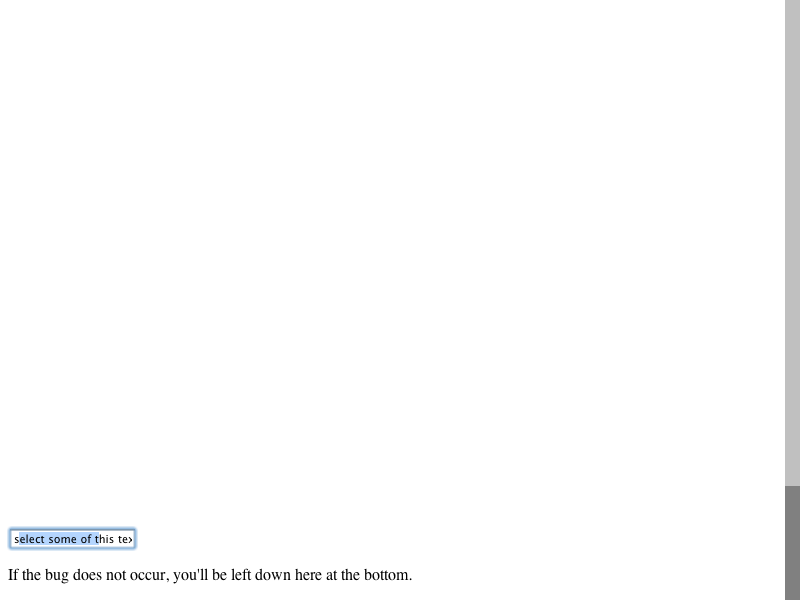 select some of this te
If the bug does not occur, you'll be left down here at the bottom.